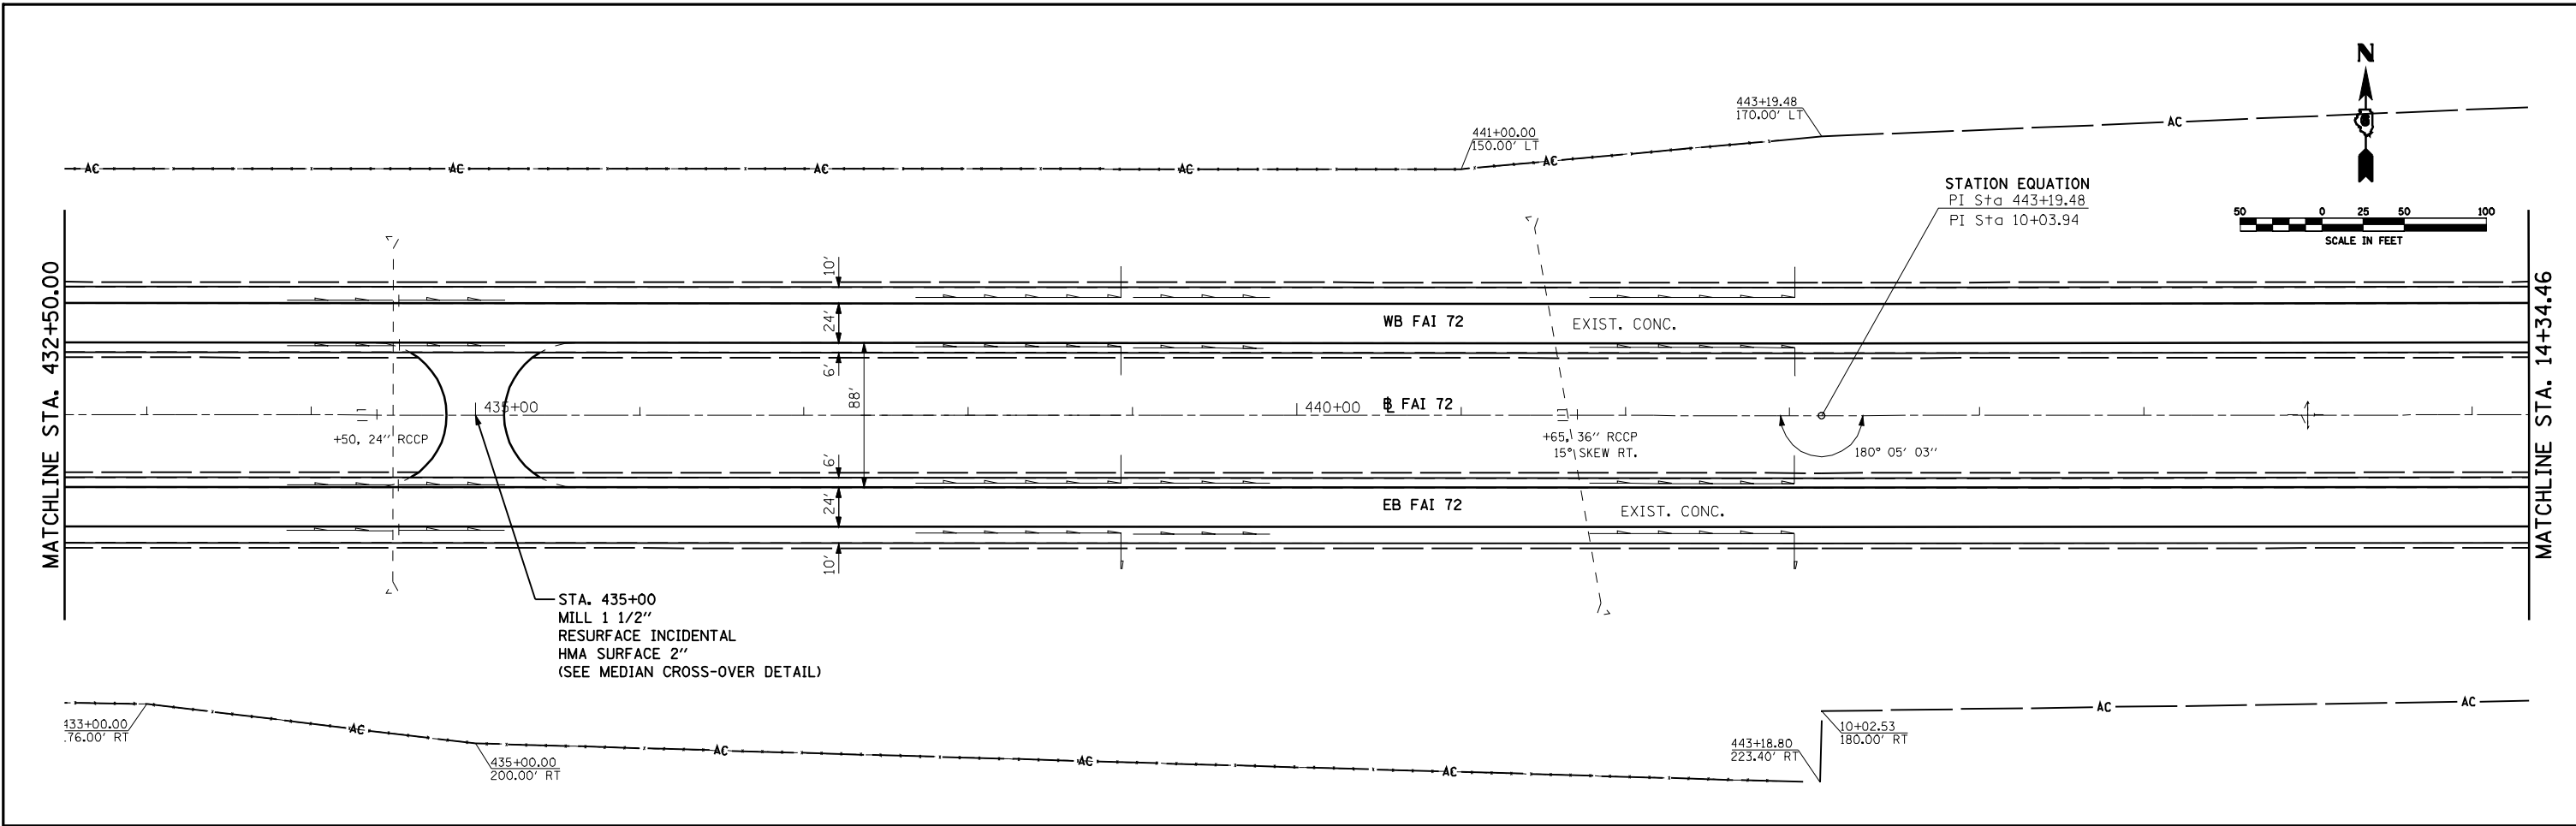 N
443+19.48
170.00' LT
441+00.00
150.00' LT
AC
AC
AC
AC
AC
AC
STATION EQUATION
PI Sta 443+19.48
PI Sta 10+03.94
50 0 25 50 100
SCALE IN FEET
MATCHLINE STA. 432+50.00
MATCHLINE STA. 14+34.46
10'
24'
6'
88'
WB FAI 72
EXIST. CONC.
435+00
440+00
FAI 72
+50, 24" RCCP
+65, 36" RCCP
15° SKEW RT.
180° 05' 03"
6'
24'
10'
EB FAI 72
EXIST. CONC.
STA. 435+00
MILL 1 1/2"
RESURFACE INCIDENTAL
HMA SURFACE 2"
(SEE MEDIAN CROSS-OVER DETAIL)
33+00.00
76.00' RT
AC
435+00.00
200.00' RT
AC
AC
AC
443+18.80
223.40' RT
10+02.53
180.00' RT
AC
AC